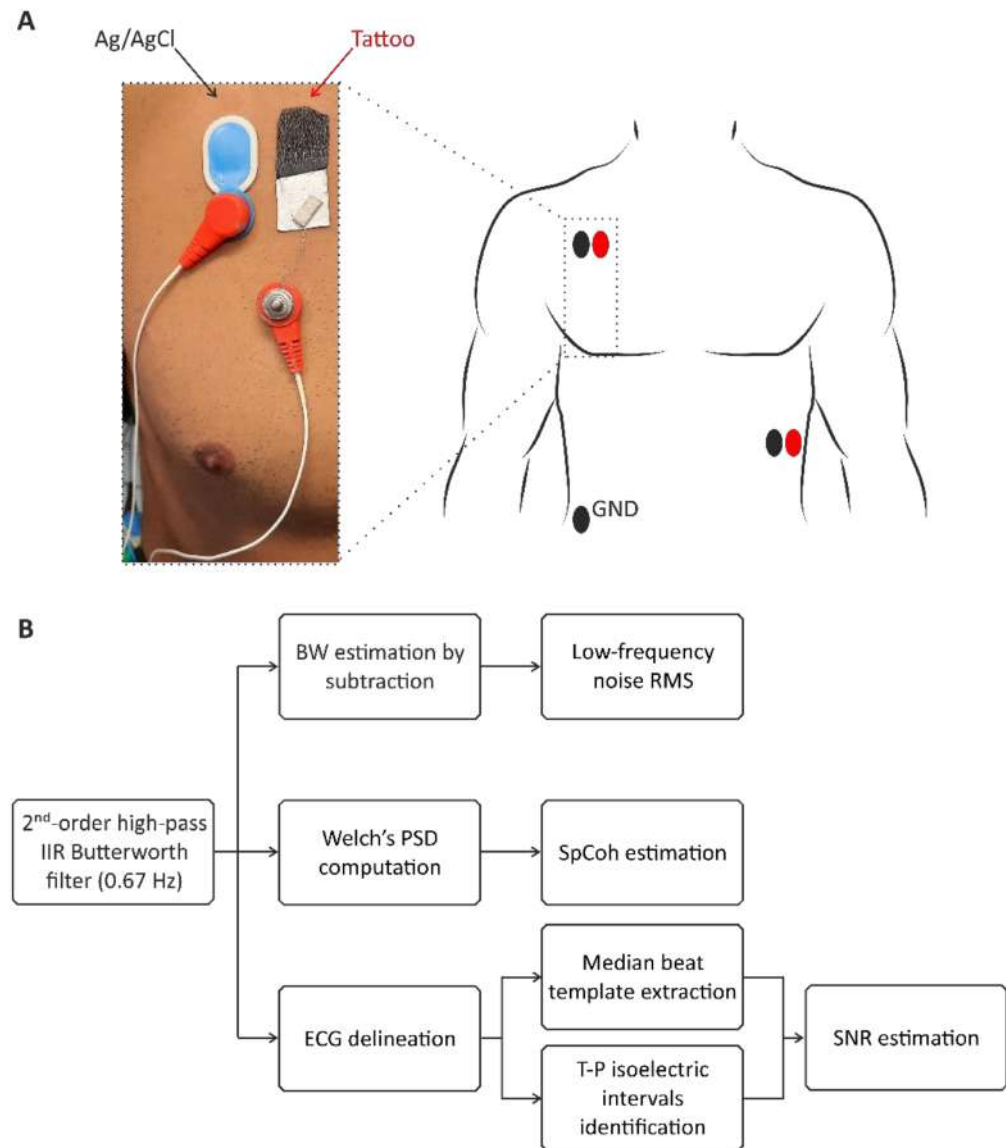 A
Ag/AgCl
Tattoo
GND
B
BW estimation by
subtraction
Low-frequency
noise RMS
2nd-order high-pass
IIR Butterworth
filter (0.67 Hz)
Welch's PSD
computation
SpCoh estimation
ECG delineation
Median beat
template extraction
T-P isoelectric
intervals
identification
SNR estimation